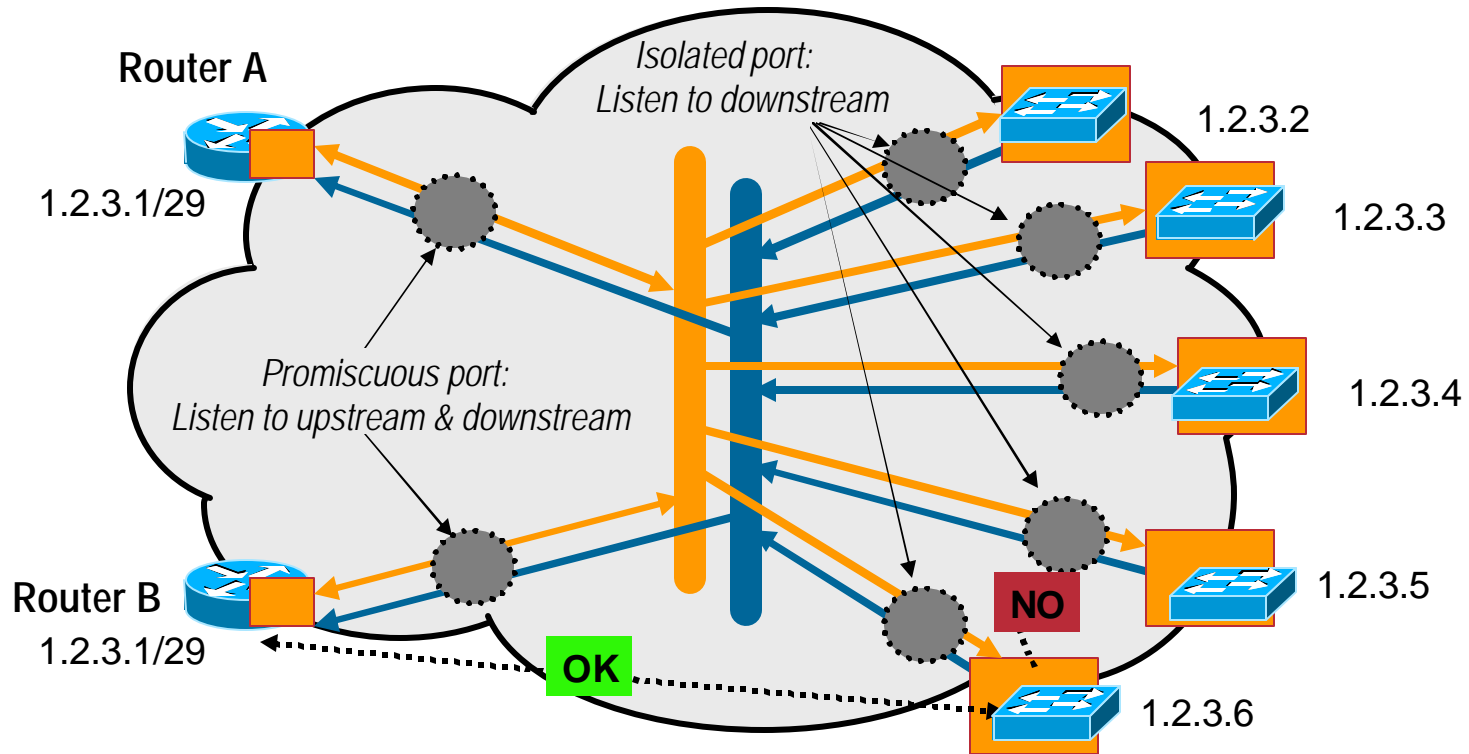 Router A
1.2.3.1/29
Isolated port:
Listen to downstream
1.2.3.2
1.2.3.3
1.2.3.4
Promiscuous port:
Listen to upstream & downstream
Router B
1.2.3.1/29
OK
NO
1.2.3.5
1.2.3.6